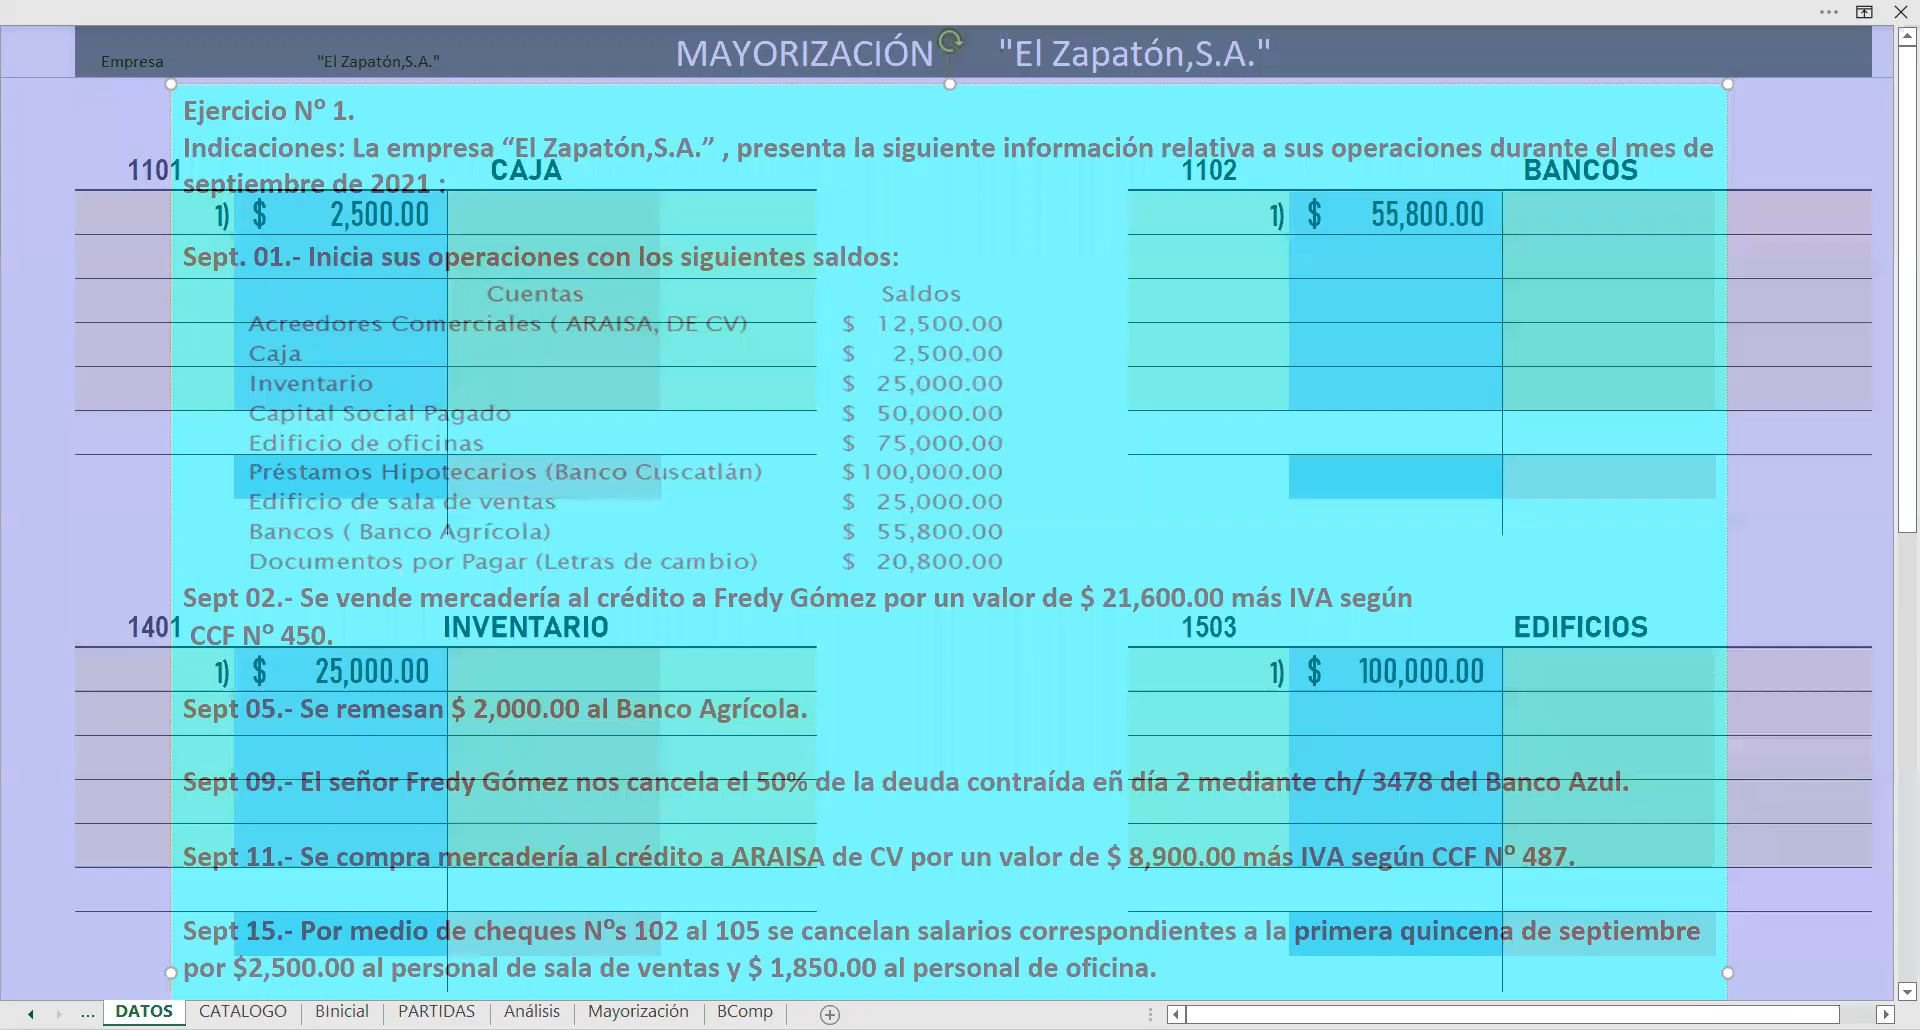 Empresa "El Zapatón,S.A." MAYORIZACIÓN "El Zapatón,S.A."
Ejercicio Nº 1.
Indicaciones: La empresa “El Zapatón,S.A.” , presenta la siguiente información relativa a sus operaciones durante el mes de
septiembre de 2021 :
1101 CAJA 1102 BANCOS
1) $ 2,500.00 1) $ 55,800.00
Sept. 01.- Inicia sus operaciones con los siguientes saldos:
Cuentas Saldos
Acreedores Comerciales ( ARAISA, DE CV) $ 12,500.00
Caja $ 2,500.00
Inventario $ 25,000.00
Capital Social Pagado $ 50,000.00
Edificio de oficinas $ 75,000.00
Préstamos Hipotecarios (Banco Cuscatlán) $100,000.00
Edificio de sala de ventas $ 25,000.00
Bancos ( Banco Agrícola) $ 55,800.00
Documentos por Pagar (Letras de cambio) $ 20,800.00
Sept 02.- Se vende mercadería al crédito a Fredy Gómez por un valor de $ 21,600.00 más IVA según
CCF Nº 450.
1401 INVENTARIO 1503 EDIFICIOS
1) $ 25,000.00 1) $ 100,000.00
Sept 05.- Se remesan $ 2,000.00 al Banco Agrícola.
Sept 09.- El señor Fredy Gómez nos cancela el 50% de la deuda contraída eñ día 2 mediante ch/ 3478 del Banco Azul.
Sept 11.- Se compra mercadería al crédito a ARAISA de CV por un valor de $ 8,900.00 más IVA según CCF Nº 487.
Sept 15.- Por medio de cheques Nºs 102 al 105 se cancelan salarios correspondientes a la primera quincena de septiembre
por $2,500.00 al personal de sala de ventas y $ 1,850.00 al personal de oficina.
... DATOS CATALOGO BInicial PARTIDAS Análisis Mayorización BComp